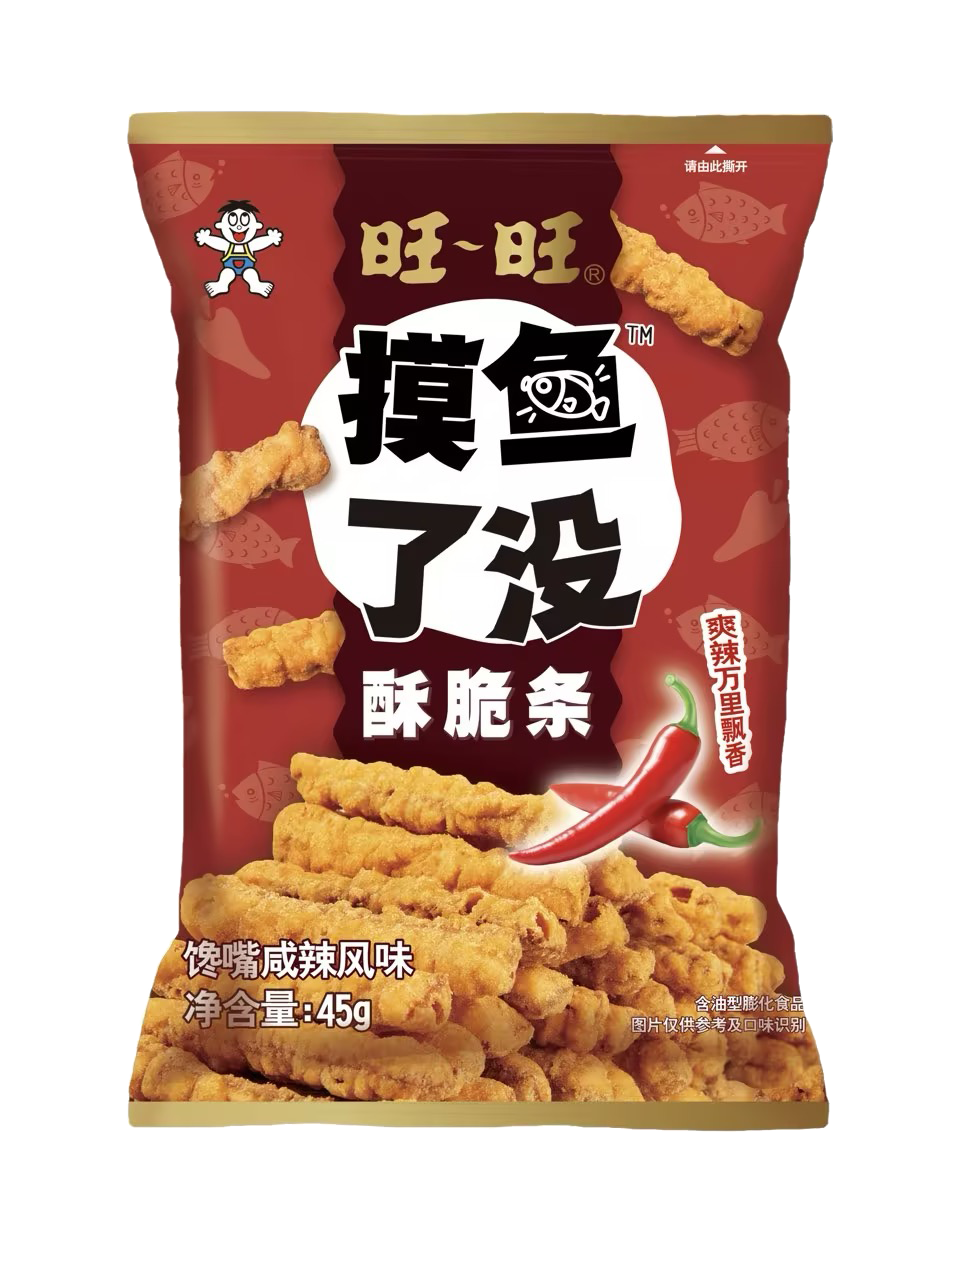 请由此撕开
旺~旺®
摸鱼™
了没
酥脆条
爽辣万里飘香
馋嘴咸辣风味
净含量:45g
含油型膨化食品
图片仅供参考及口味识别